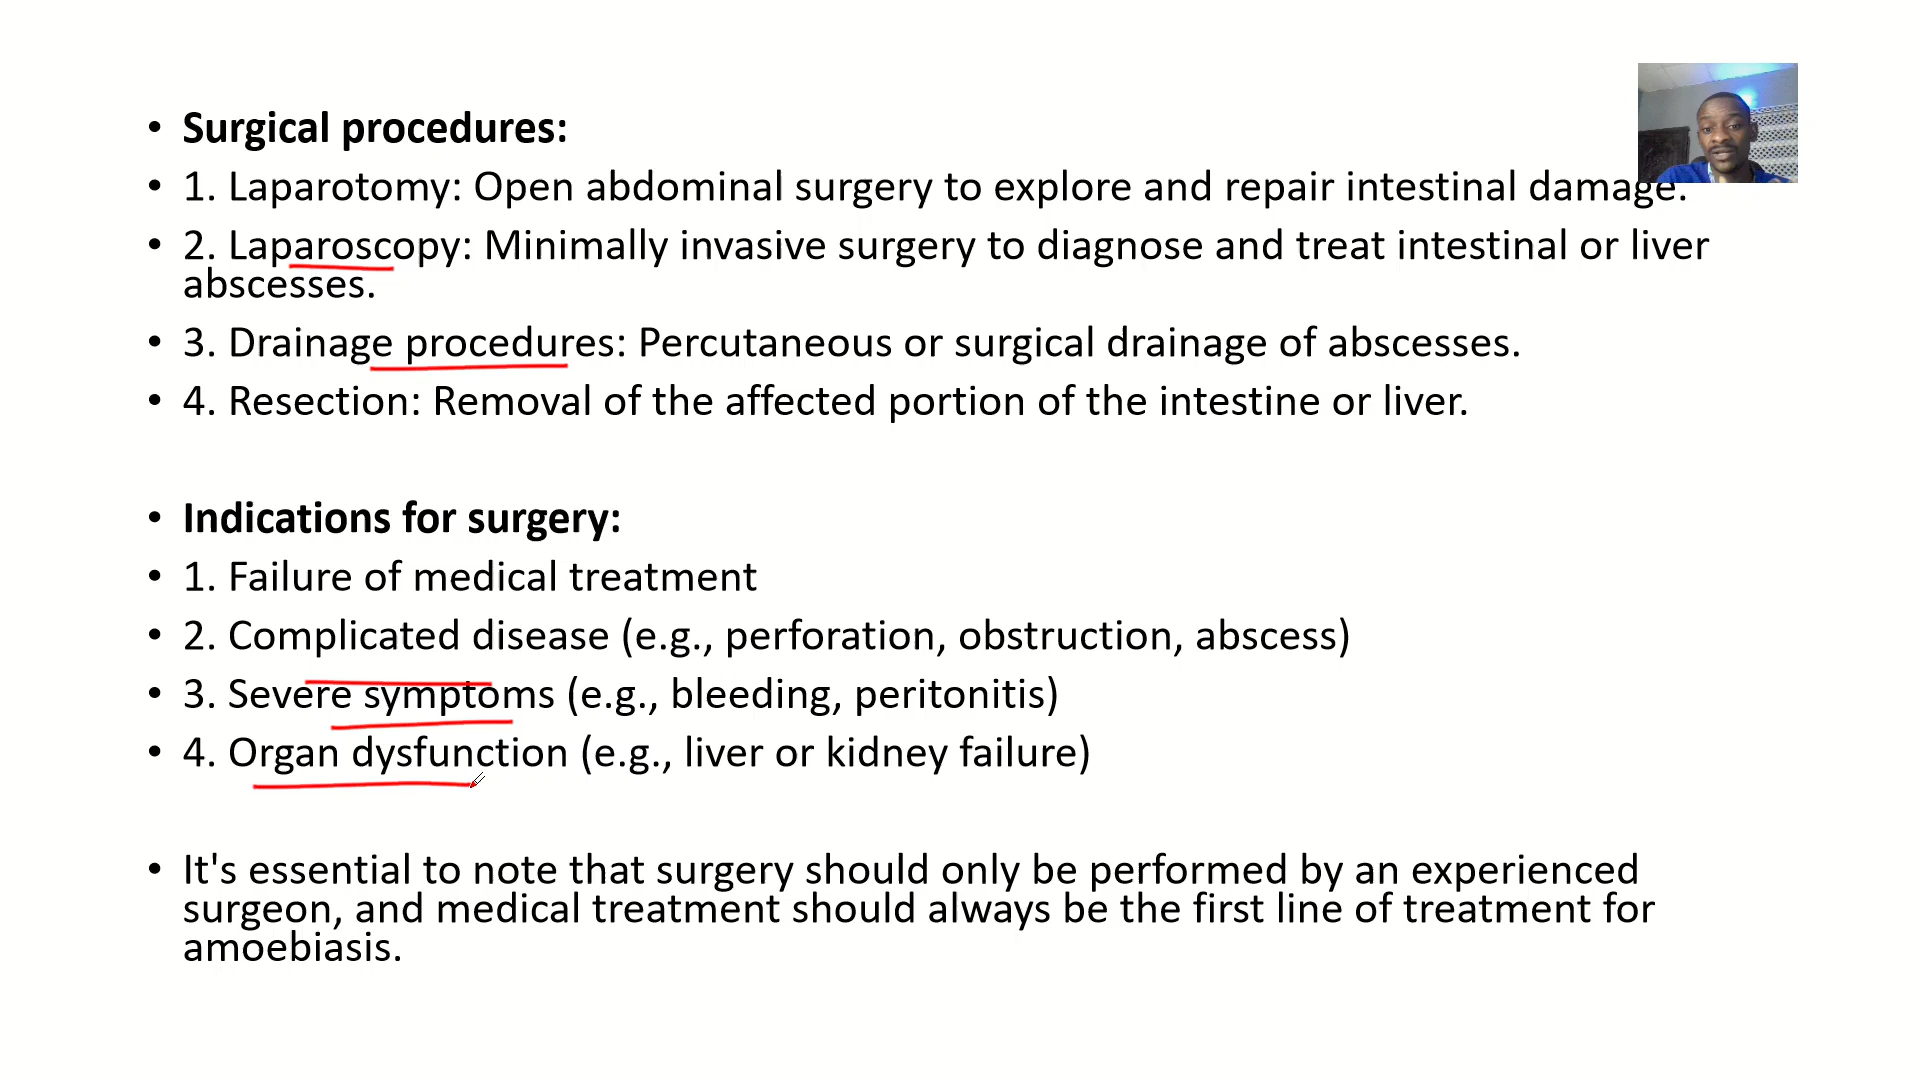 • Surgical procedures:
• 1. Laparotomy: Open abdominal surgery to explore and repair intestinal damage.
• 2. Laparoscopy: Minimally invasive surgery to diagnose and treat intestinal or liver
abscesses.
• 3. Drainage procedures: Percutaneous or surgical drainage of abscesses.
• 4. Resection: Removal of the affected portion of the intestine or liver.
• Indications for surgery:
• 1. Failure of medical treatment
• 2. Complicated disease (e.g., perforation, obstruction, abscess)
• 3. Severe symptoms (e.g., bleeding, peritonitis)
• 4. Organ dysfunction (e.g., liver or kidney failure)
• It's essential to note that surgery should only be performed by an experienced
surgeon, and medical treatment should always be the first line of treatment for
amoebiasis.